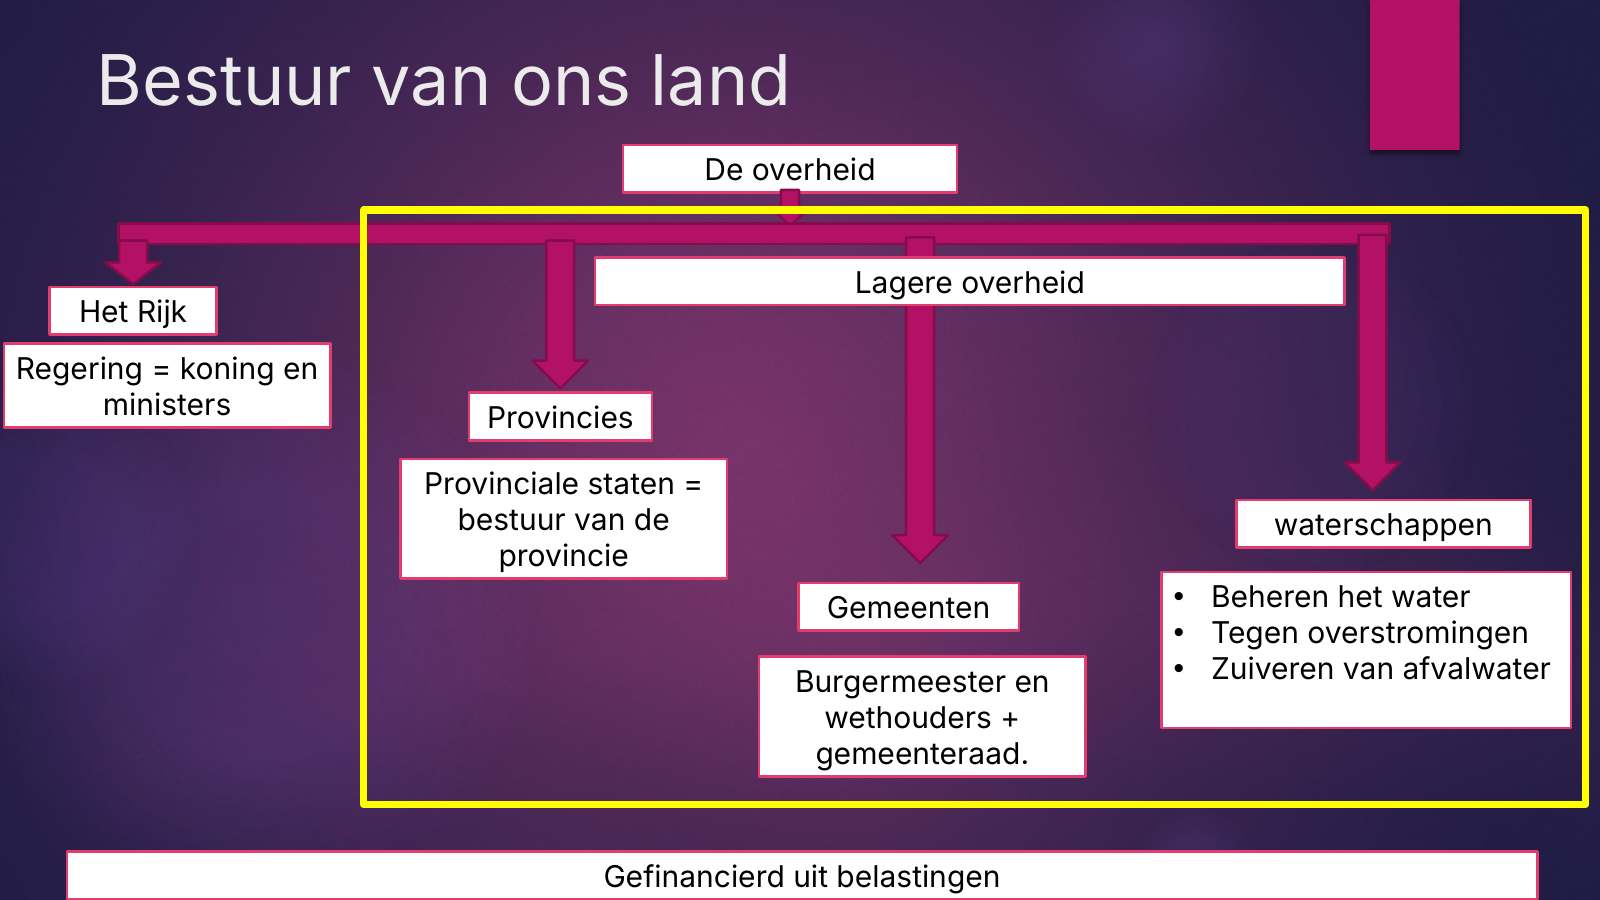 Bestuur van ons land
De overheid
Lagere overheid
Het Rijk
Regering = koning en
ministers
Provincies
Provinciale staten =
bestuur van de
provincie
Gemeenten
Burgermeester en
wethouders +
gemeenteraad.
waterschappen
• Beheren het water
• Tegen overstromingen
• Zuiveren van afvalwater
Gefinancierd uit belastingen